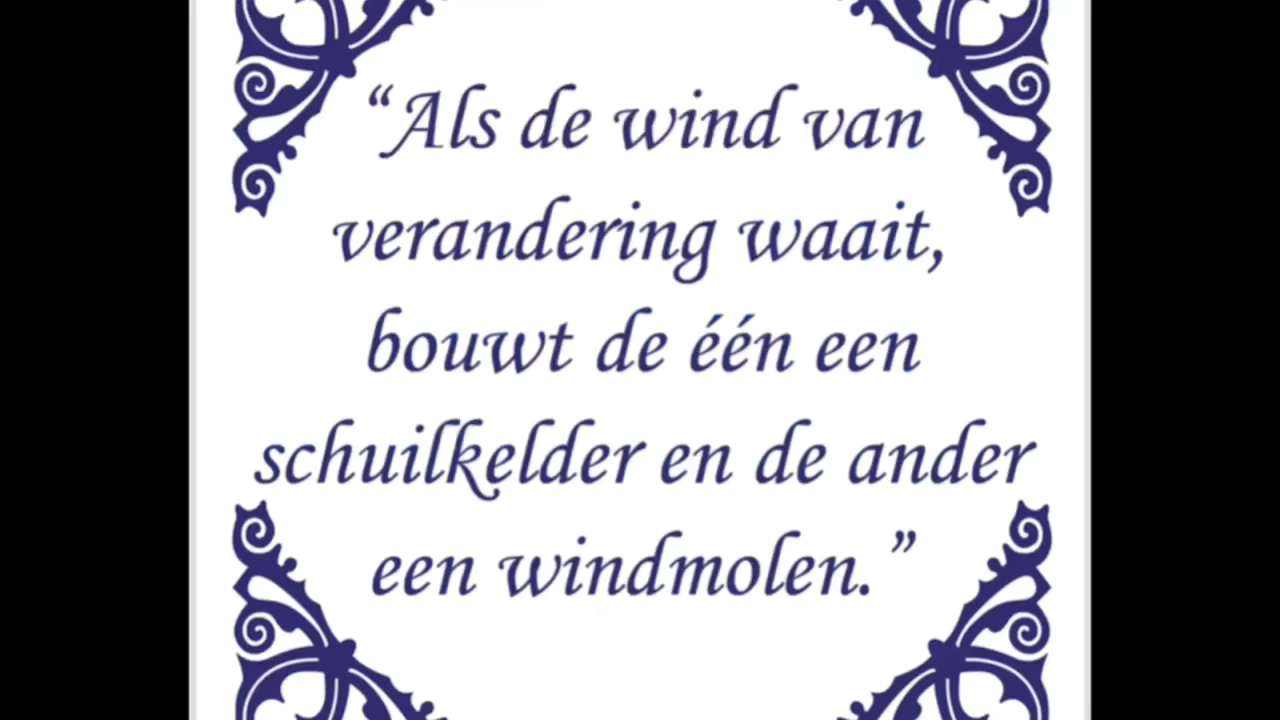 “Als de wind van
verandering waait,
bouwt de één een
schuilkelder en de ander
een windmolen.”